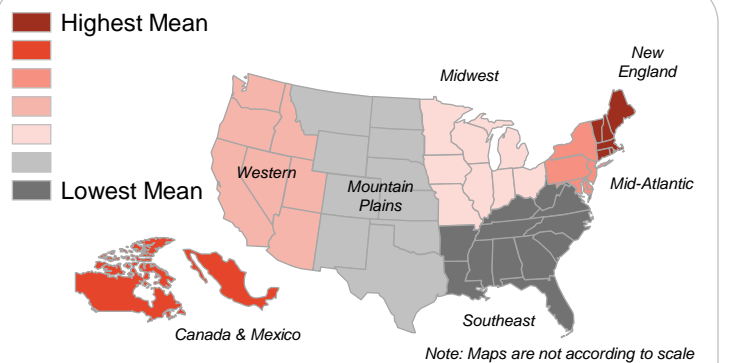 Highest Mean
Lowest Mean
New
England
Midwest
Western
Mountain
Plains
Mid-Atlantic
Southeast
Canada & Mexico
Note: Maps are not according to scale